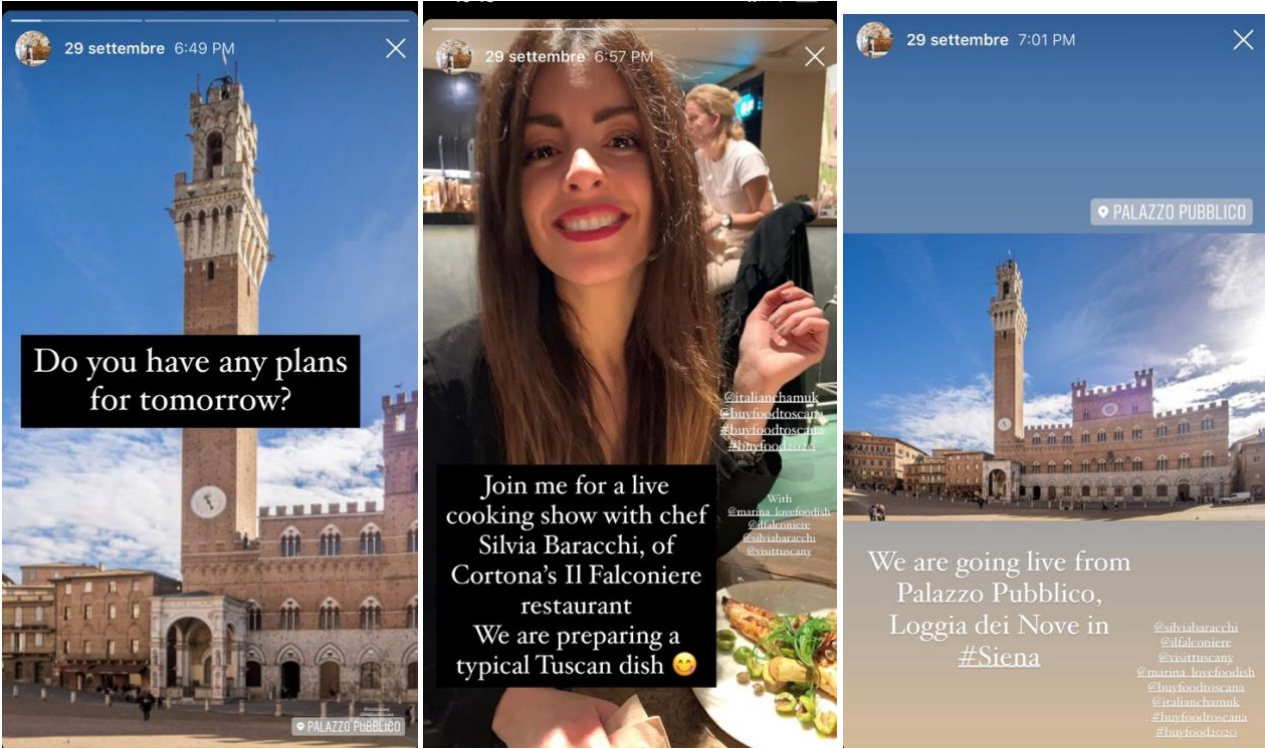 29 settembre 6:49 PM
Do you have any plans
for tomorrow?
PALAZZO PUBBLICO
29 settembre 6:57 PM
@italianchamuk
@buyfoodtoscana
#buyfoodtoscana
#buyfood2020
With
@marina_lovefoodish
@ilfalconiere
@silviabaracchi
@visittuscany
Join me for a live
cooking show with chef
Silvia Baracchi, of
Cortona's Il Falconiere
restaurant
We are preparing a
typical Tuscan dish 😋
29 settembre 7:01 PM
PALAZZO PUBBLICO
We are going live from
Palazzo Pubblico,
Loggia dei Nove in
#Siena
@silviabaracchi
@ilfalconiere
@visittuscany
@marina_lovefoodish
@buyfoodtoscana
@italianchamuk
: #buyfoodtoscana
#buyfood2020